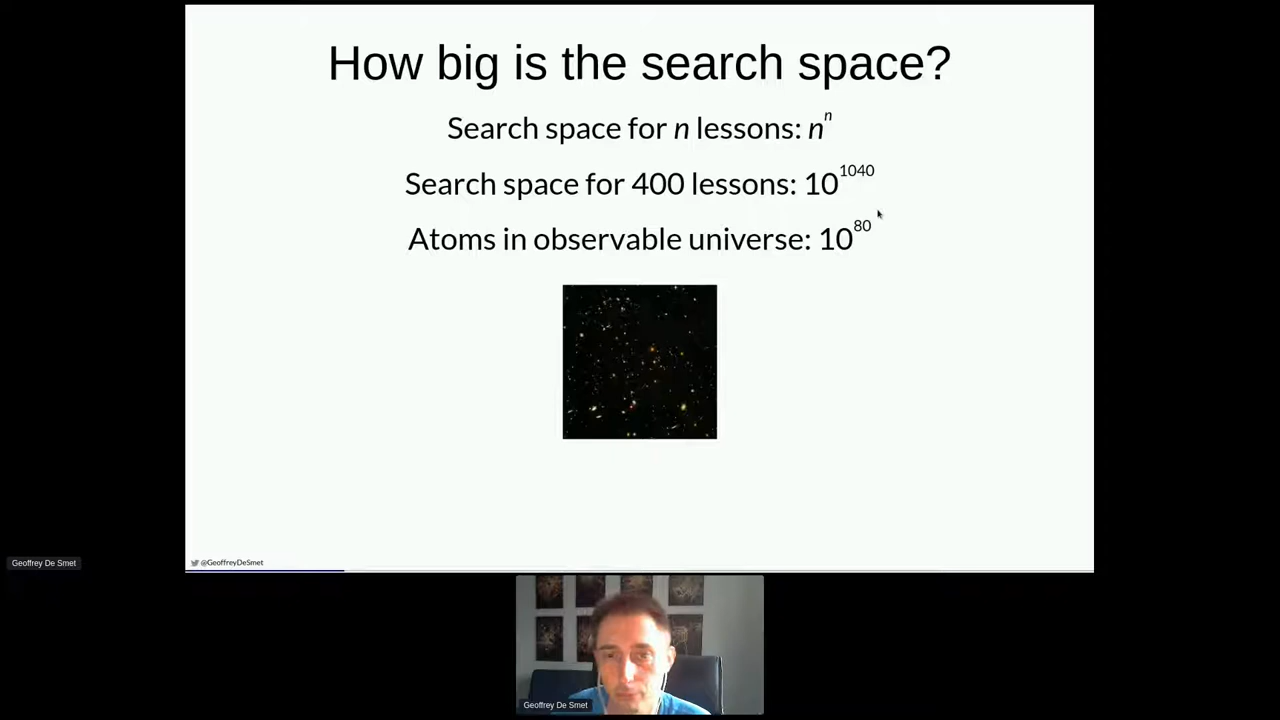 How big is the search space?
Search space for n lessons: nⁿ
Search space for 400 lessons: 10¹⁰⁴⁰
Atoms in observable universe: 10⁸⁰
@GeoffreyDeSmet
Geoffrey De Smet
Geoffrey De Smet